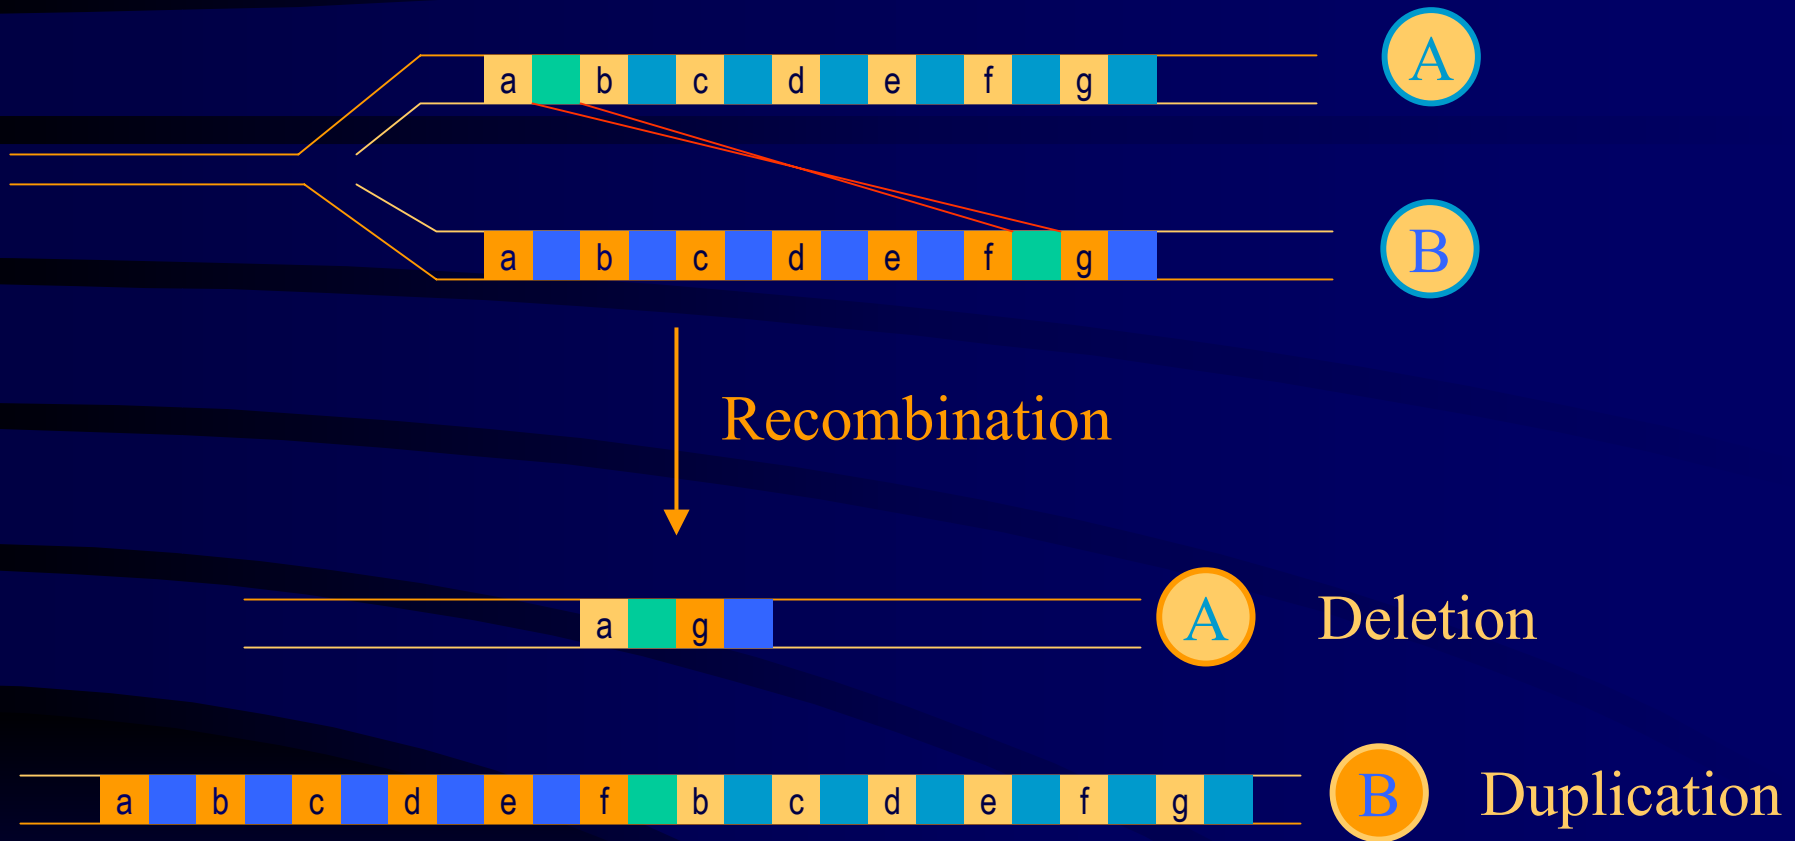 a b c d e f g A
a b c d e f g B
Recombination
a g A Deletion
a b c d e f b c d e f g B Duplication